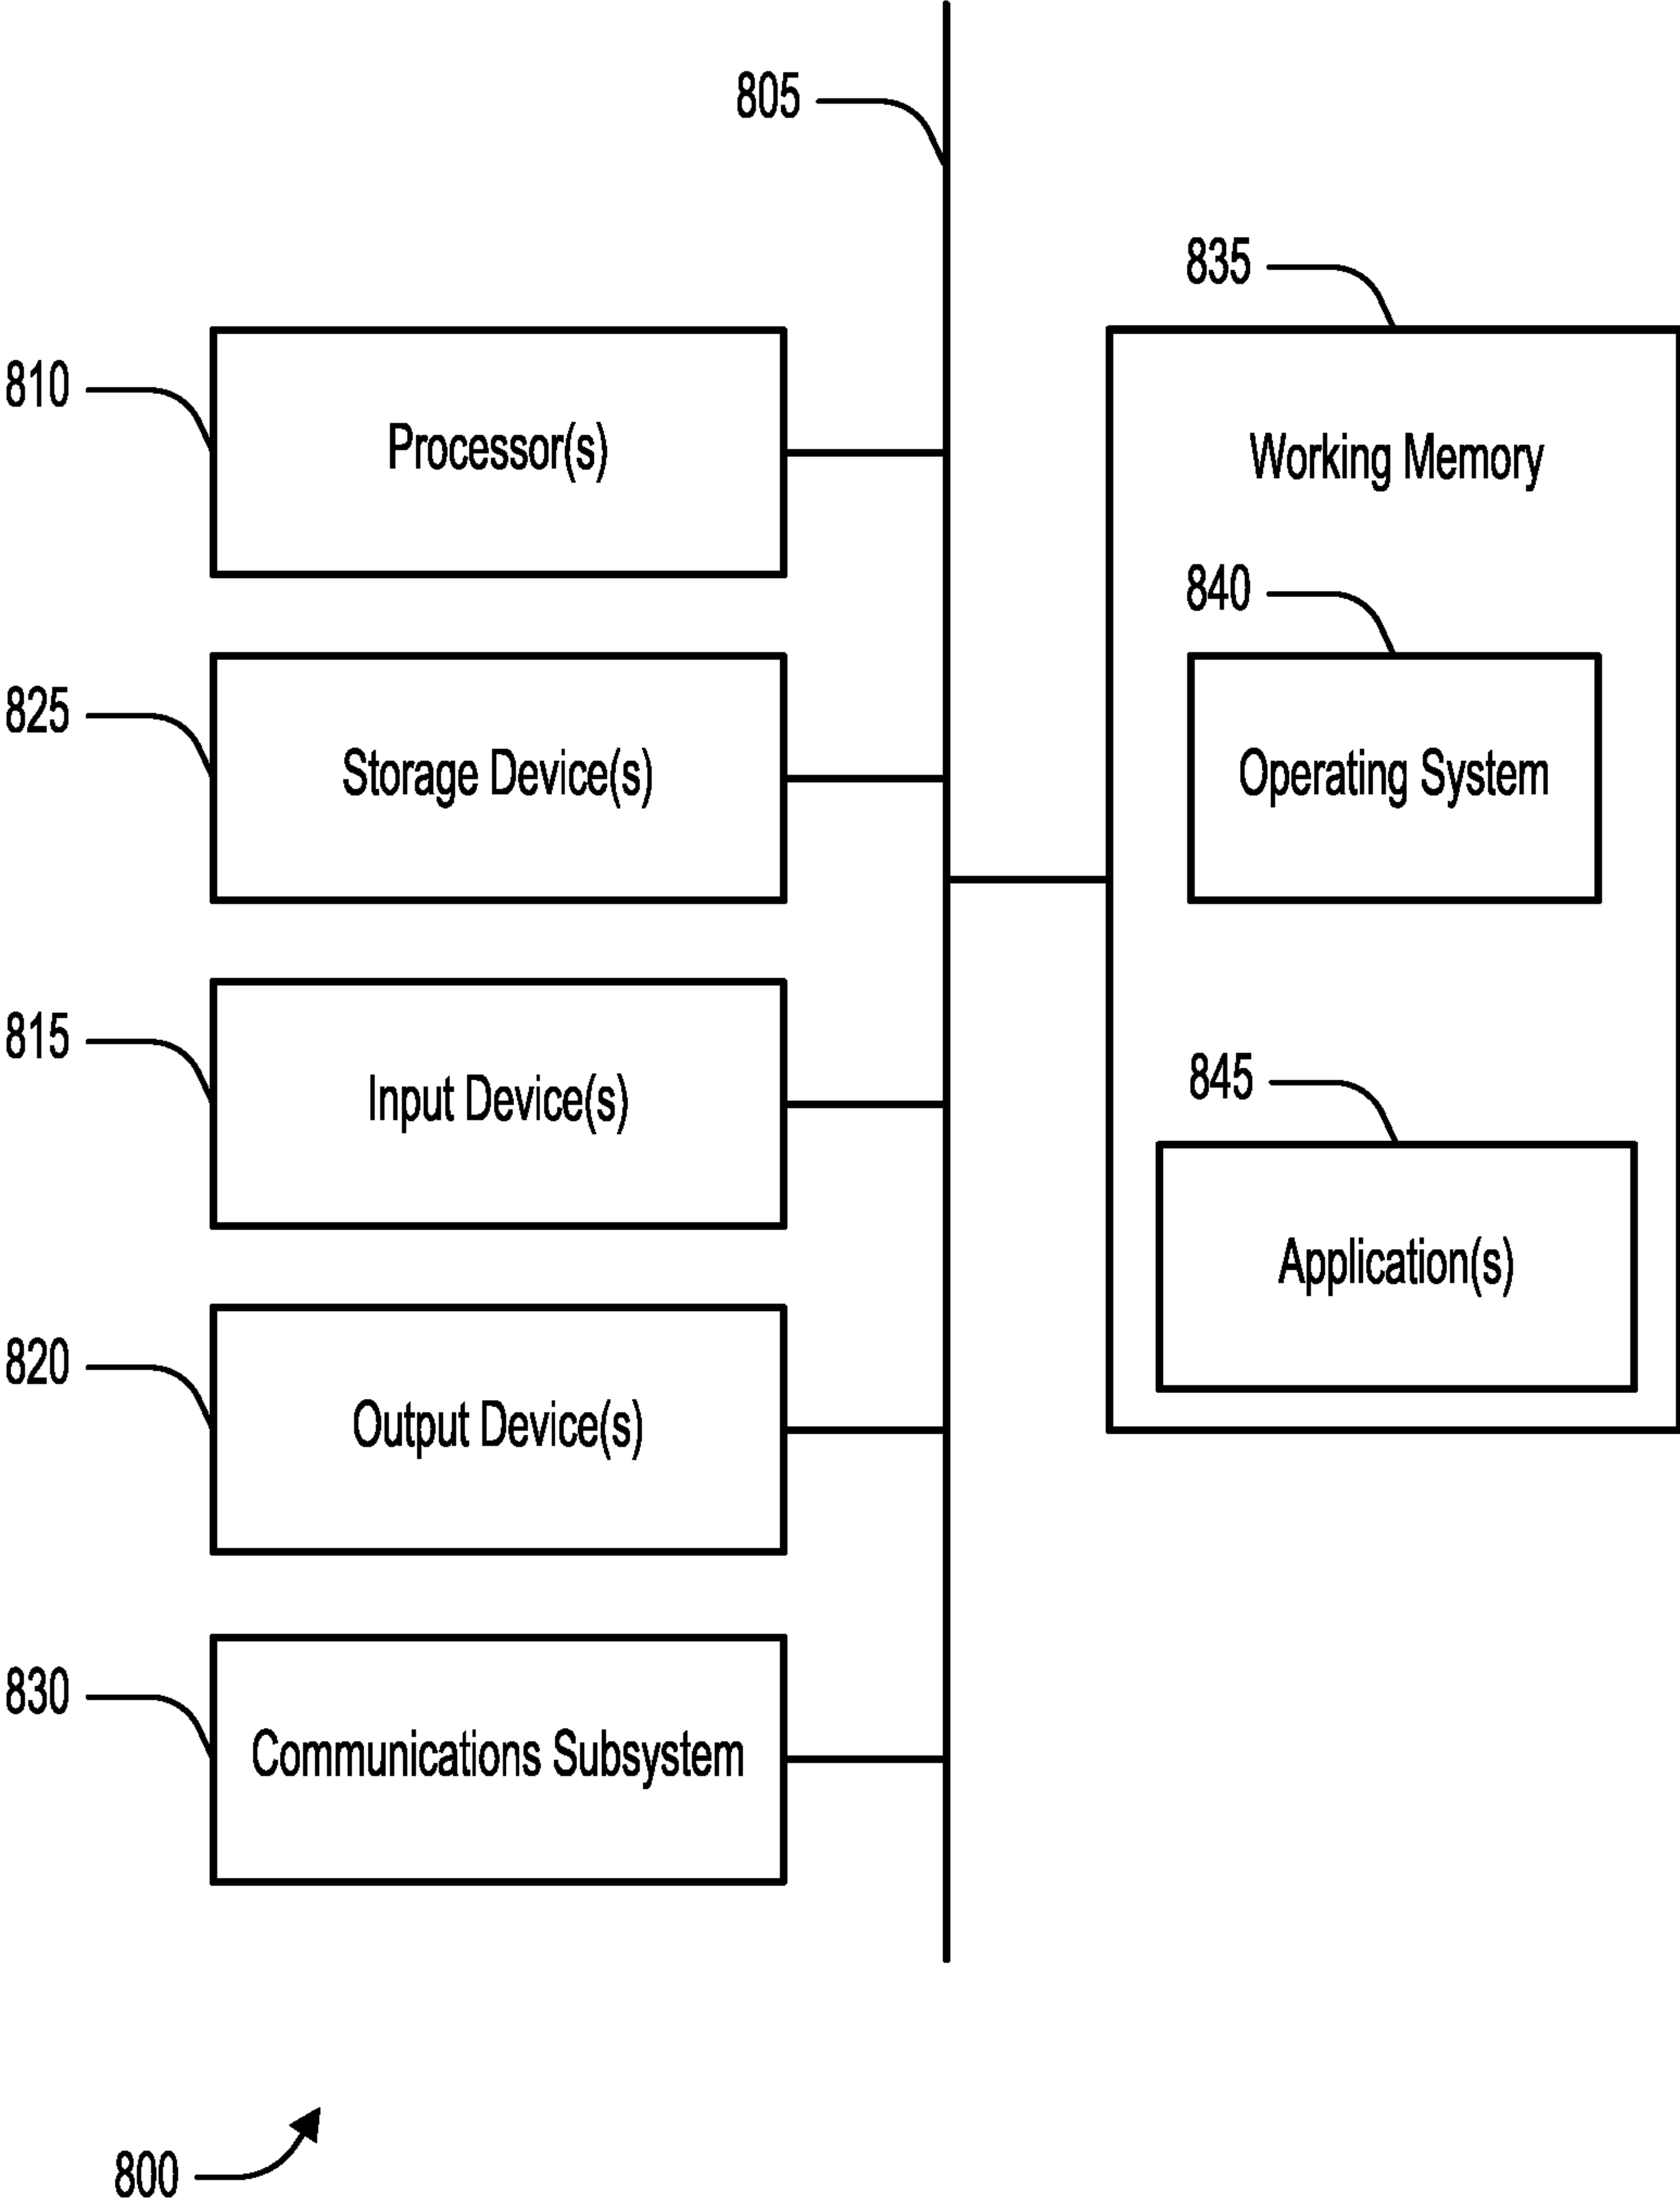 805
835
810
Processor(s)
Working Memory
840
825
Storage Device(s)
Operating System
815
Input Device(s)
845
Application(s)
820
Output Device(s)
830
Communications Subsystem
800